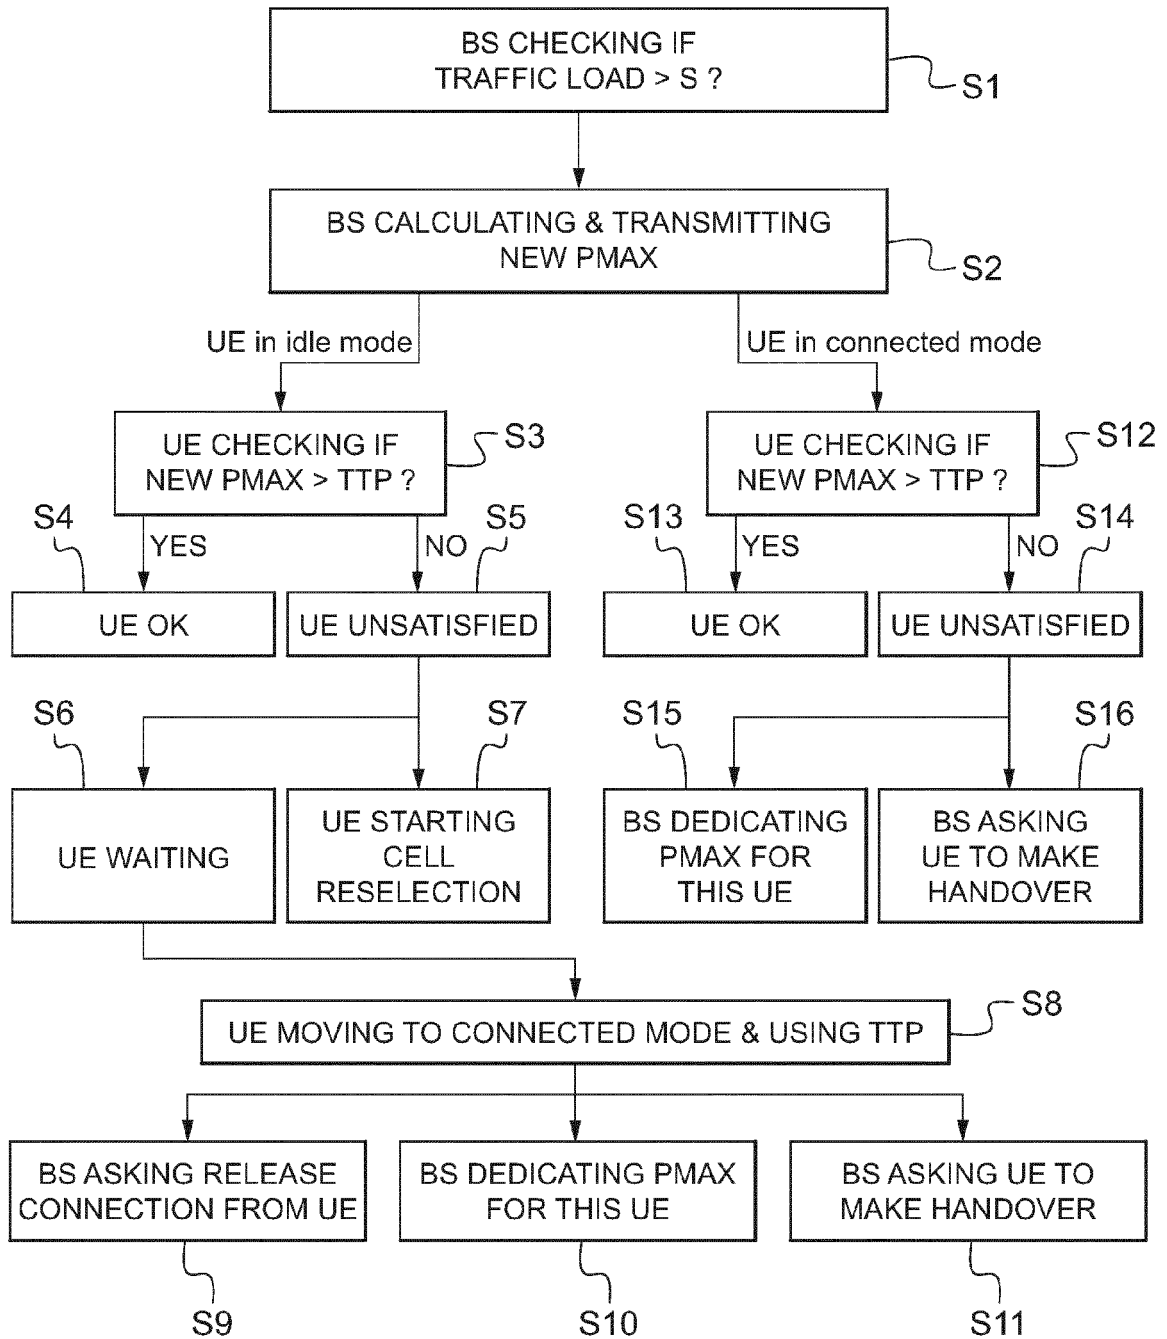 BS CHECKING IF
TRAFFIC LOAD > S ?
S1
BS CALCULATING & TRANSMITTING
NEW PMAX
S2
UE in idle mode
UE in connected mode
UE CHECKING IF
NEW PMAX > TTP ?
S3
UE CHECKING IF
NEW PMAX > TTP ?
S12
S4
YES
NO
S5
S13
YES
NO
S14
UE OK
UE UNSATISFIED
UE OK
UE UNSATISFIED
S6
S7
S15
S16
UE WAITING
UE STARTING
CELL
RESELECTION
BS DEDICATING
PMAX FOR
THIS UE
BS ASKING
UE TO MAKE
HANDOVER
UE MOVING TO CONNECTED MODE & USING TTP
S8
BS ASKING RELEASE
CONNECTION FROM UE
BS DEDICATING PMAX
FOR THIS UE
BS ASKING UE TO
MAKE HANDOVER
S9
S10
S11